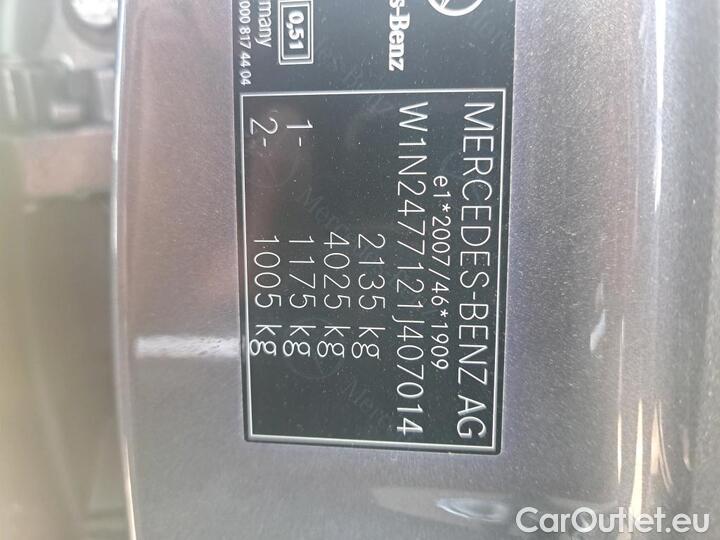 Mercedes-Benz
0,51
000 817 44 04
MERCEDES-BENZ AG
e1*2007/46*1909
W1N2477121J407014
2135 kg
4025 kg
1- 1175 kg
2- 1005 kg
CarOutlet.eu